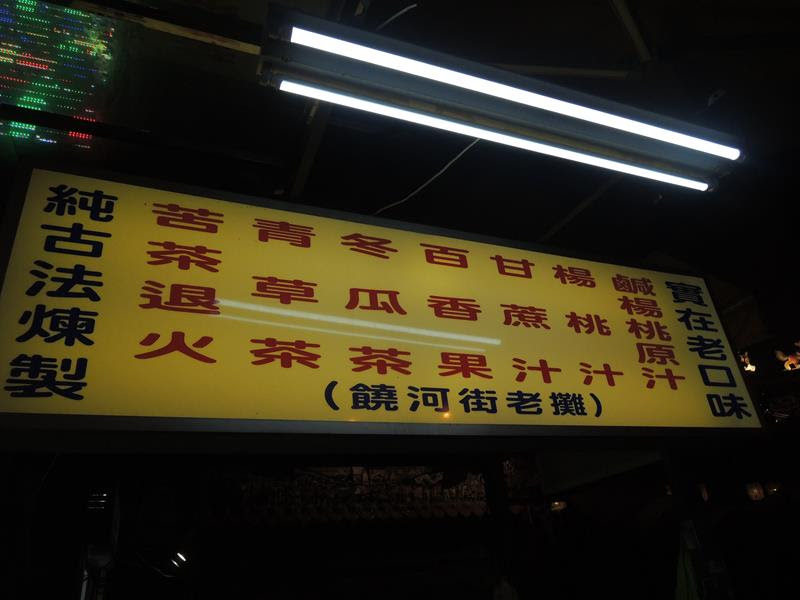 實在老口味
鹹楊桃原汁
楊桃汁
甘蔗汁
百香果
冬瓜茶
青草茶
苦茶退火
純古法煉製
（饒河街老攤）